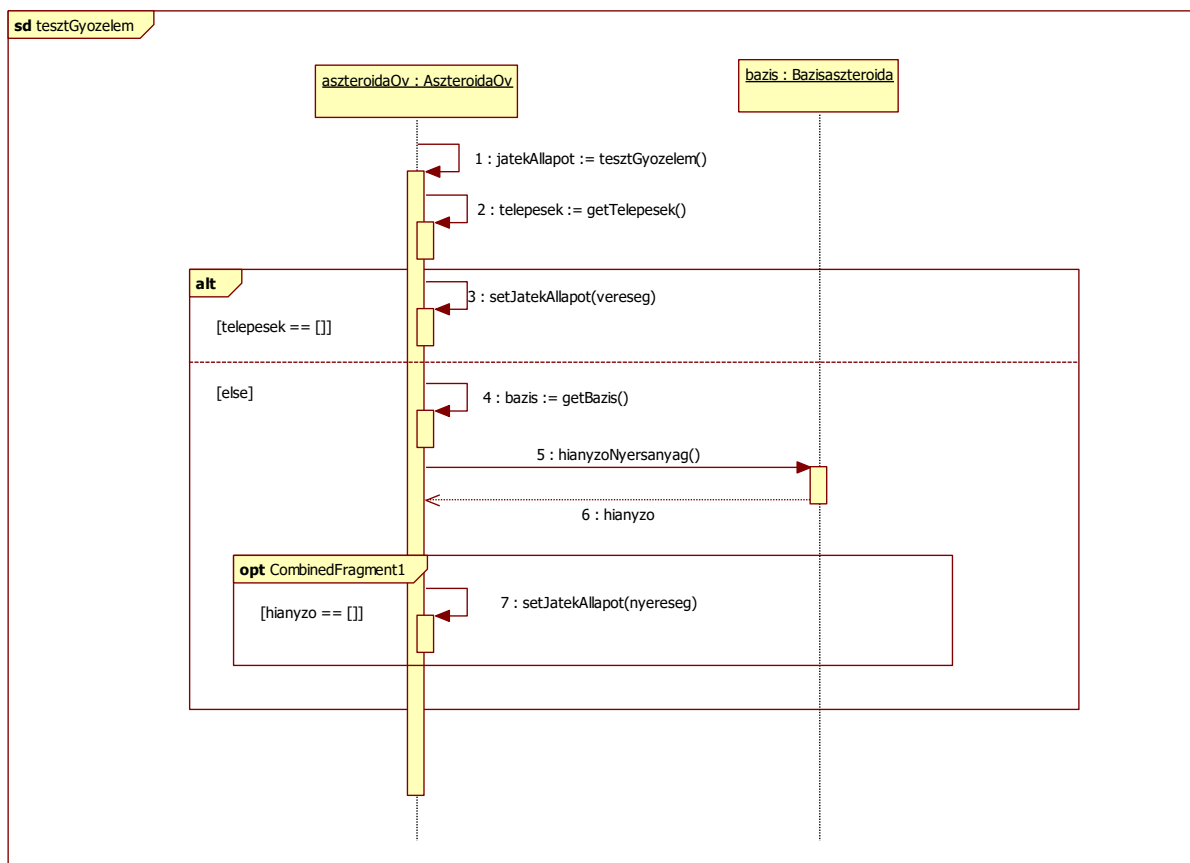 sd tesztGyozelem
aszteroidaOv : AszteroidaOv
bazis : Bazisaszteroida
1 : jatekAllapot := tesztGyozelem()
2 : telepesek := getTelepesek()
alt
3 : setJatekAllapot(vereseg)
[telepesek == []]
[else]
4 : bazis := getBazis()
5 : hianyzoNyersanyag()
6 : hianyzo
opt CombinedFragment1
7 : setJatekAllapot(nyereseg)
[hianyzo == []]